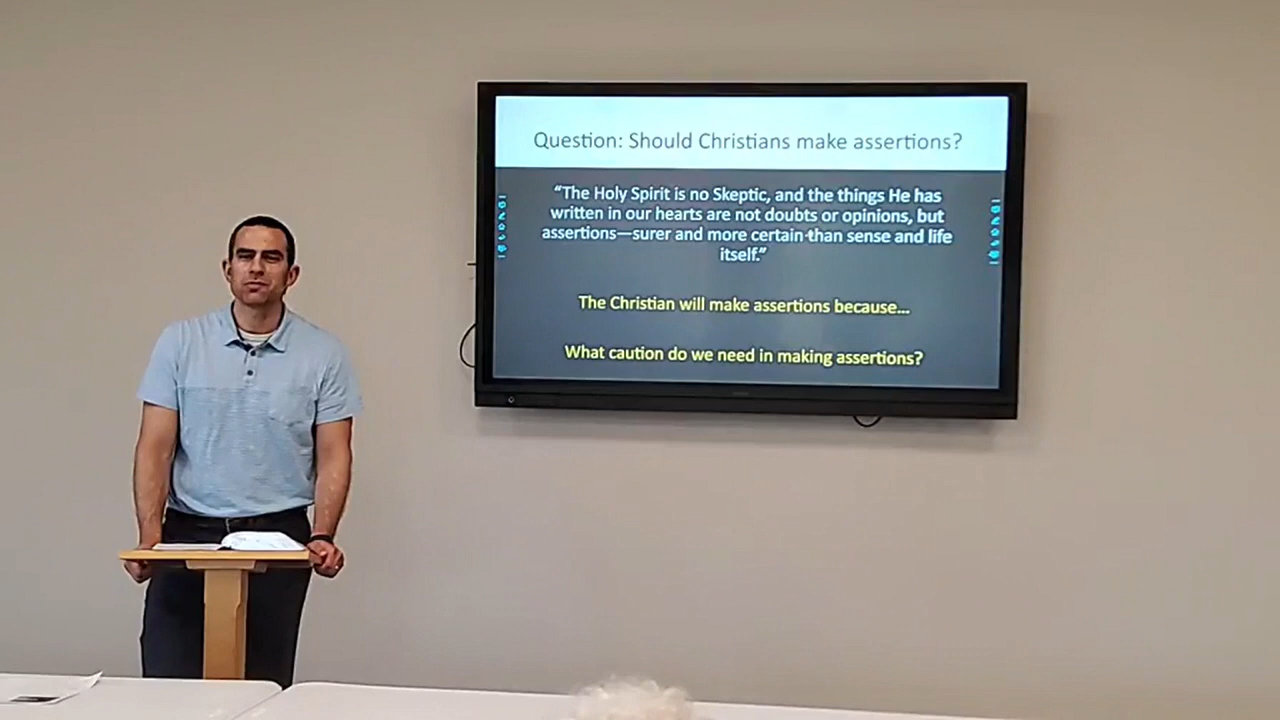 Question: Should Christians make assertions?
“The Holy Spirit is no Skeptic, and the things He has
written in our hearts are not doubts or opinions, but
assertions—surer and more certain than sense and life
itself.”
The Christian will make assertions because...
What caution do we need in making assertions?